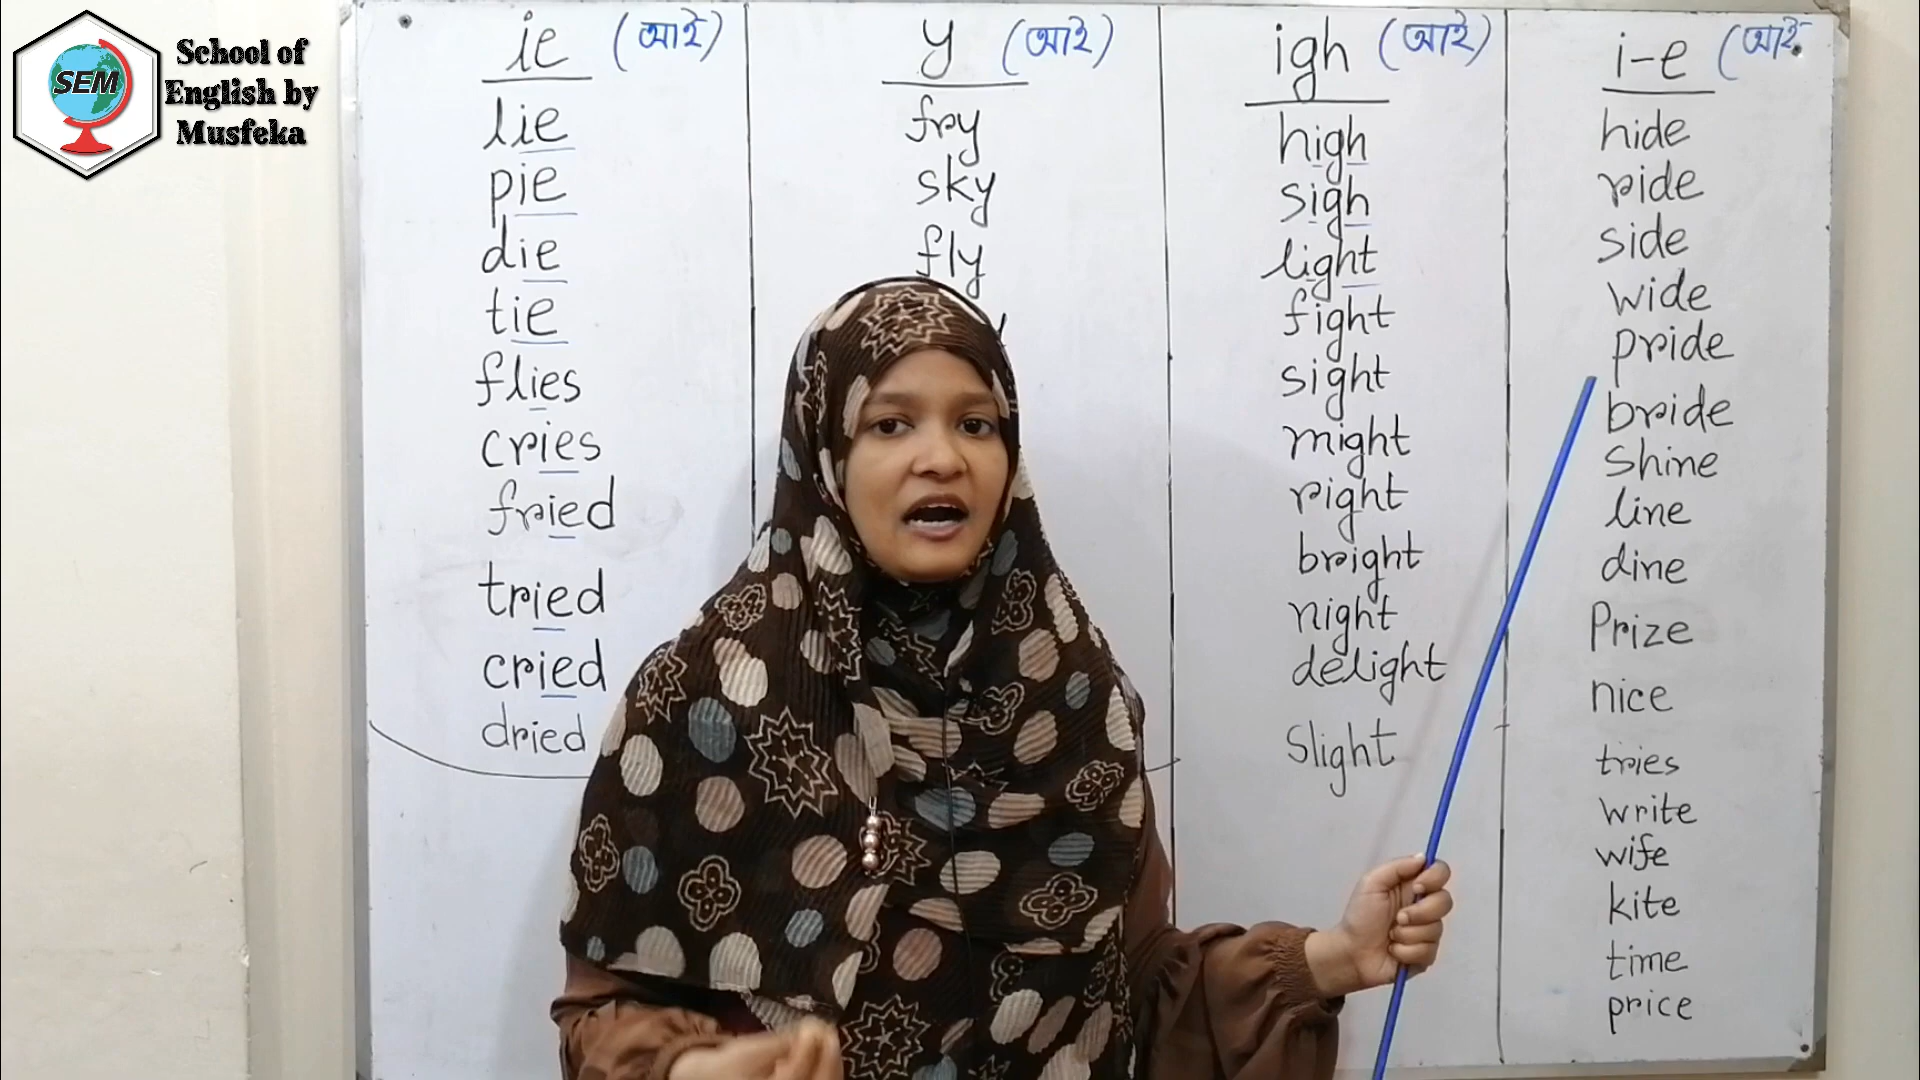 SEM
School of
English by
Musfeka
ie (আই)
lie
pie
die
tie
flies
cries
fried
tried
cried
dried
y (আই)
fry
sky
fly
igh (আই)
high
sigh
light
fight
sight
might
right
bright
night
delight
slight
i-e (আই
hide
ride
side
wide
pride
bride
shine
line
dine
Prize
nice
tries
write
wife
kite
time
price